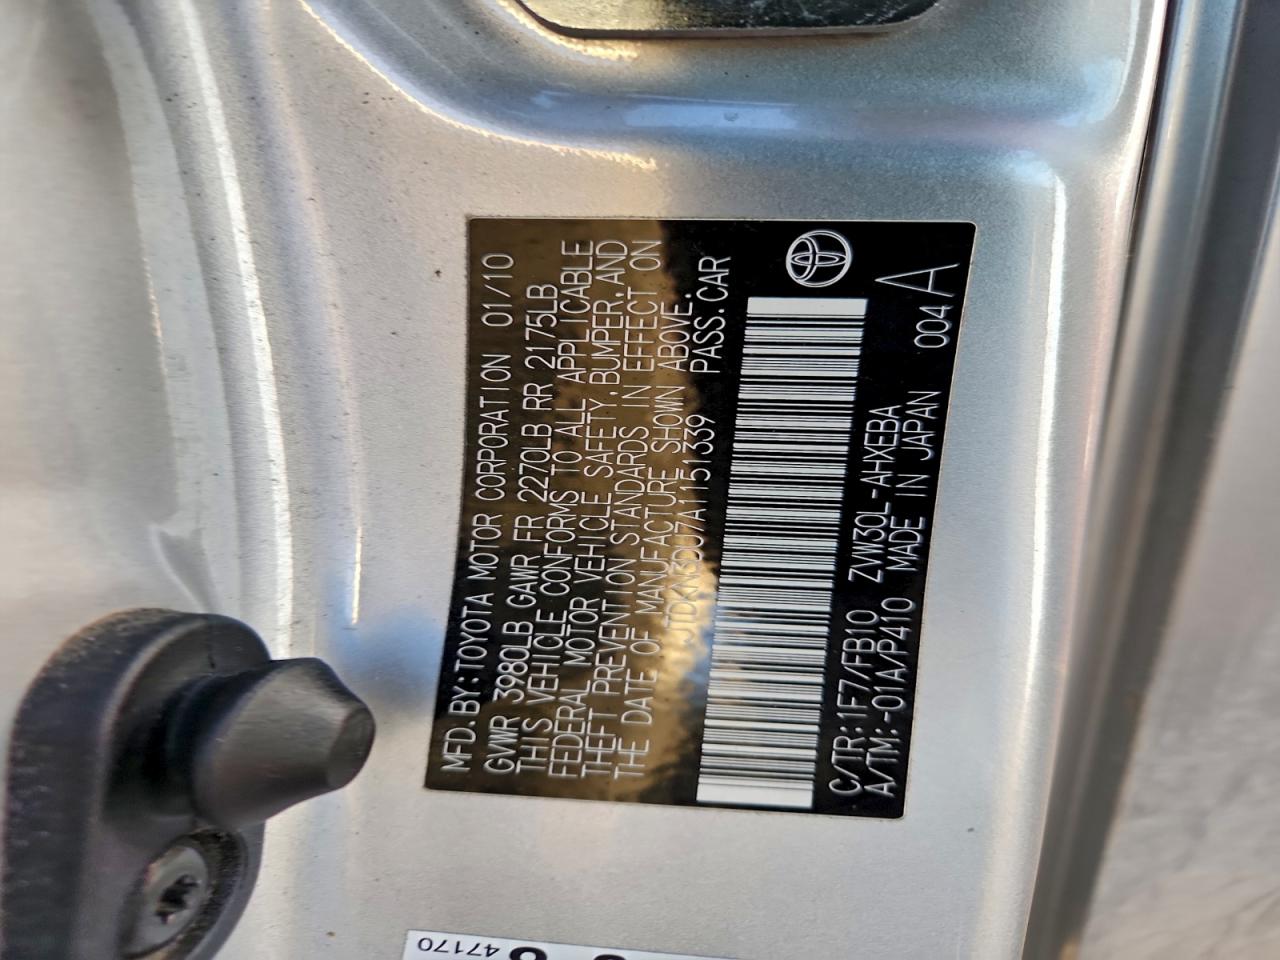 MFD. BY: TOYOTA MOTOR CORPORATION 01/10
GVWR 3980LB GAWR FR 2270LB RR 2175LB
THIS VEHICLE CONFORMS TO ALL APPLICABLE
FEDERAL MOTOR VEHICLE SAFETY, BUMPER, AND
THEFT PREVENTION STANDARDS IN EFFECT ON
THE DATE OF MANUFACTURE SHOWN ABOVE.
JTDKN3DU7A1151339 PASS. CAR
C/TR: 1F7/FB10 ZVW30L-AHXEBA
A/TM: -01A/P410 MADE IN JAPAN 004 A
47170